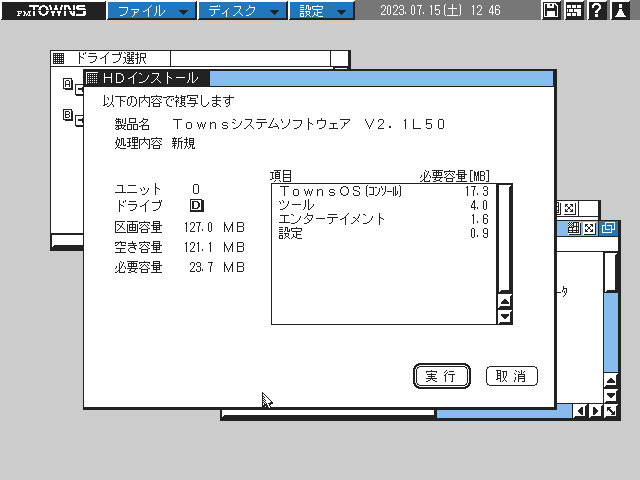 FM TOWNS ファイル ディスク 設定 2023.07.15(土) 12 46
ドライブ選択
A
B
HDインストール
以下の内容で複写します
製品名 Townsシステムソフトウェア V2.1L50
処理内容 新規
項目 必要容量[MB]
TownsOS(コンソール) 17.3
ツール 4.0
エンターテイメント 1.6
設定 0.9
ユニット 0
ドライブ D
区画容量 127.0 MB
空き容量 121.1 MB
必要容量 23.7 MB
実行 取消
ータ